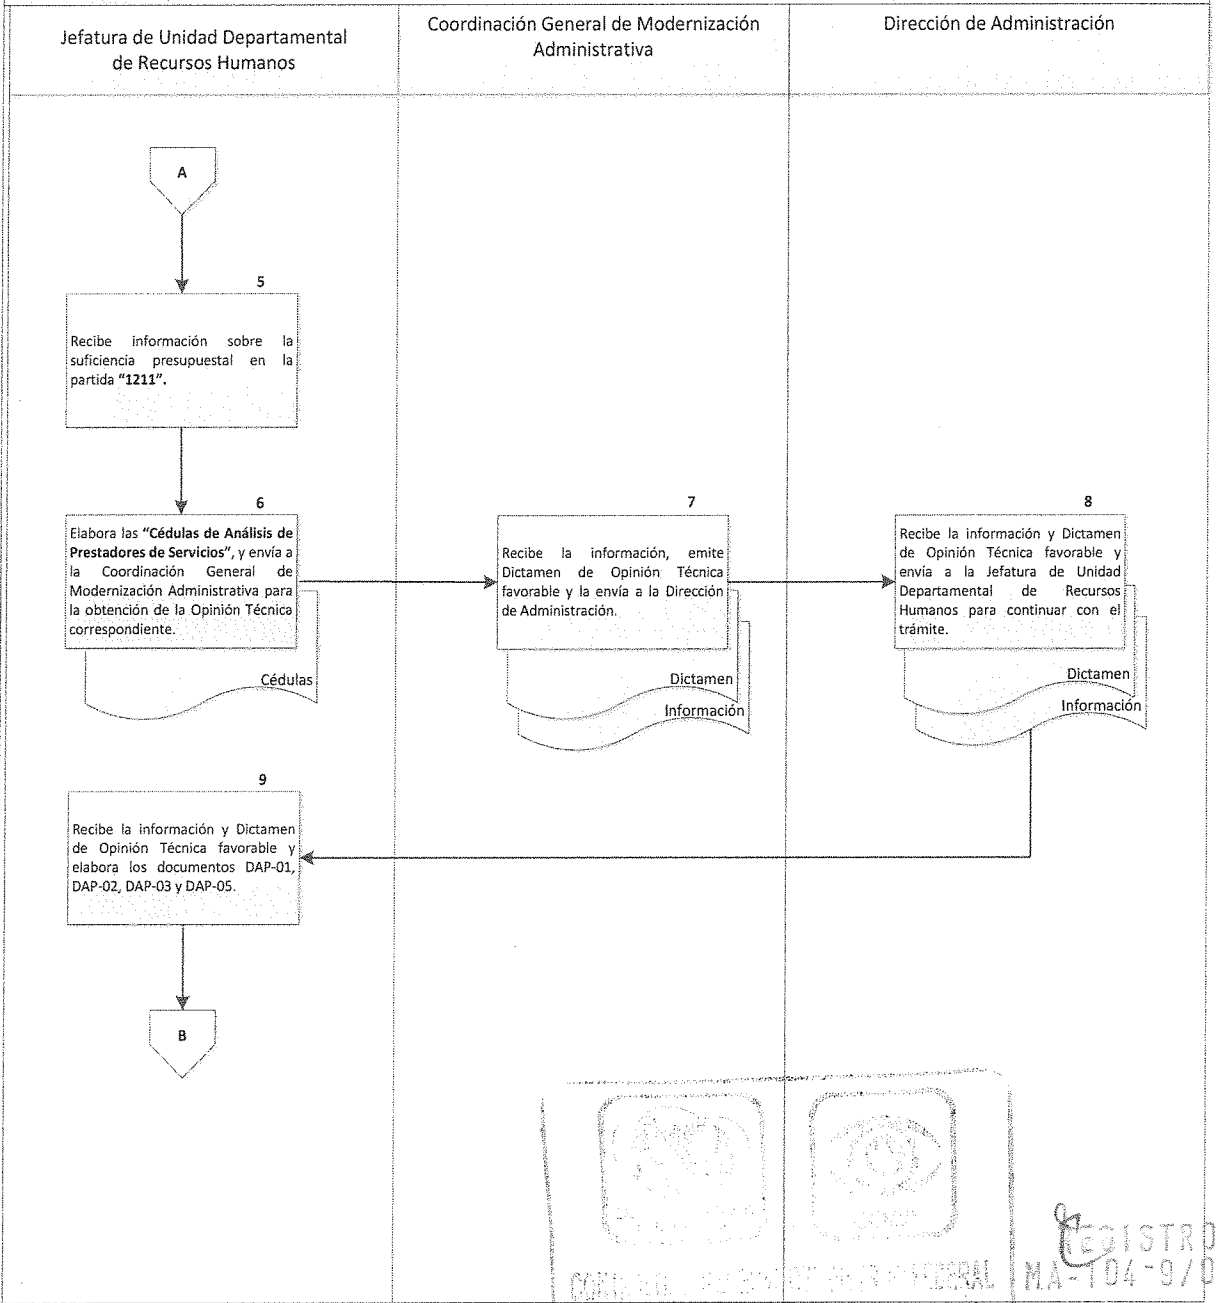 Jefatura de Unidad Departamental
de Recursos Humanos
Coordinación General de Modernización
Administrativa
Dirección de Administración
A
5
Recibe información sobre la
suficiencia presupuestal en la
partida "1211".
6
Elabora las "Cédulas de Análisis de
Prestadores de Servicios", y envía a
la Coordinación General de
Modernización Administrativa para
la obtención de la Opinión Técnica
correspondiente.
Cédulas
7
Recibe la información, emite
Dictamen de Opinión Técnica
favorable y la envía a la Dirección
de Administración.
Dictamen
Información
8
Recibe la información y Dictamen
de Opinión Técnica favorable y
envía a la Jefatura de Unidad
Departamental de Recursos
Humanos para continuar con el
trámite.
Dictamen
Información
9
Recibe la información y Dictamen
de Opinión Técnica favorable y
elabora los documentos DAP-01,
DAP-02, DAP-03 y DAP-05.
B
REGISTRO